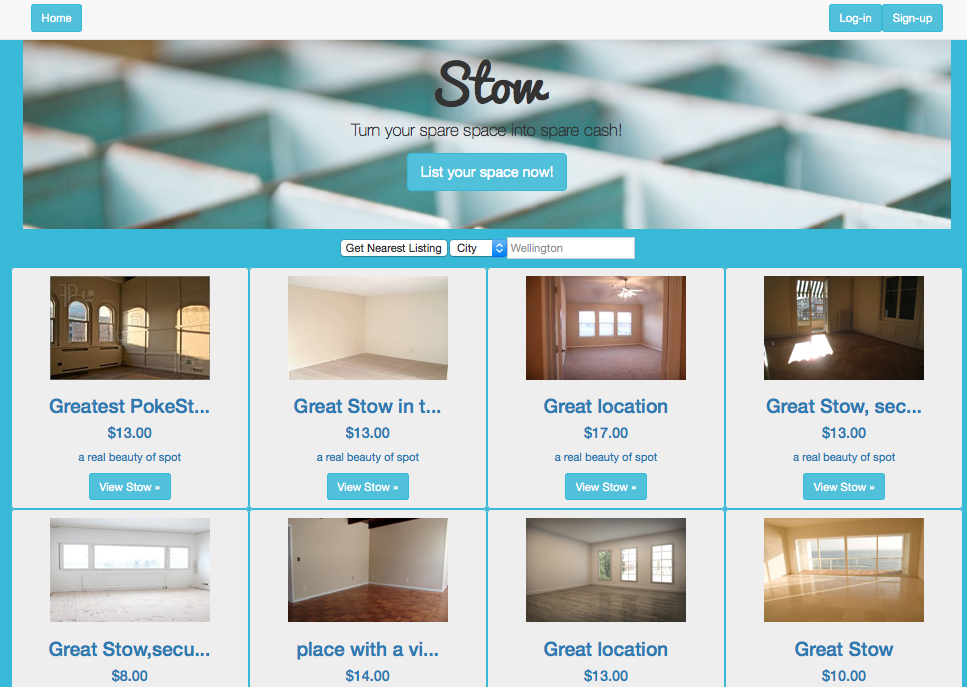 Home
Log-in
Sign-up
Stow
Turn your spare space into spare cash!
List your space now!
Get Nearest Listing
City
Wellington
Greatest PokeSt...
$13.00
a real beauty of spot
View Stow »
Great Stow in t...
$13.00
a real beauty of spot
View Stow »
Great location
$17.00
a real beauty of spot
View Stow »
Great Stow, sec...
$13.00
a real beauty of spot
View Stow »
Great Stow,secu...
$8.00
place with a vi...
$14.00
Great location
$13.00
Great Stow
$10.00